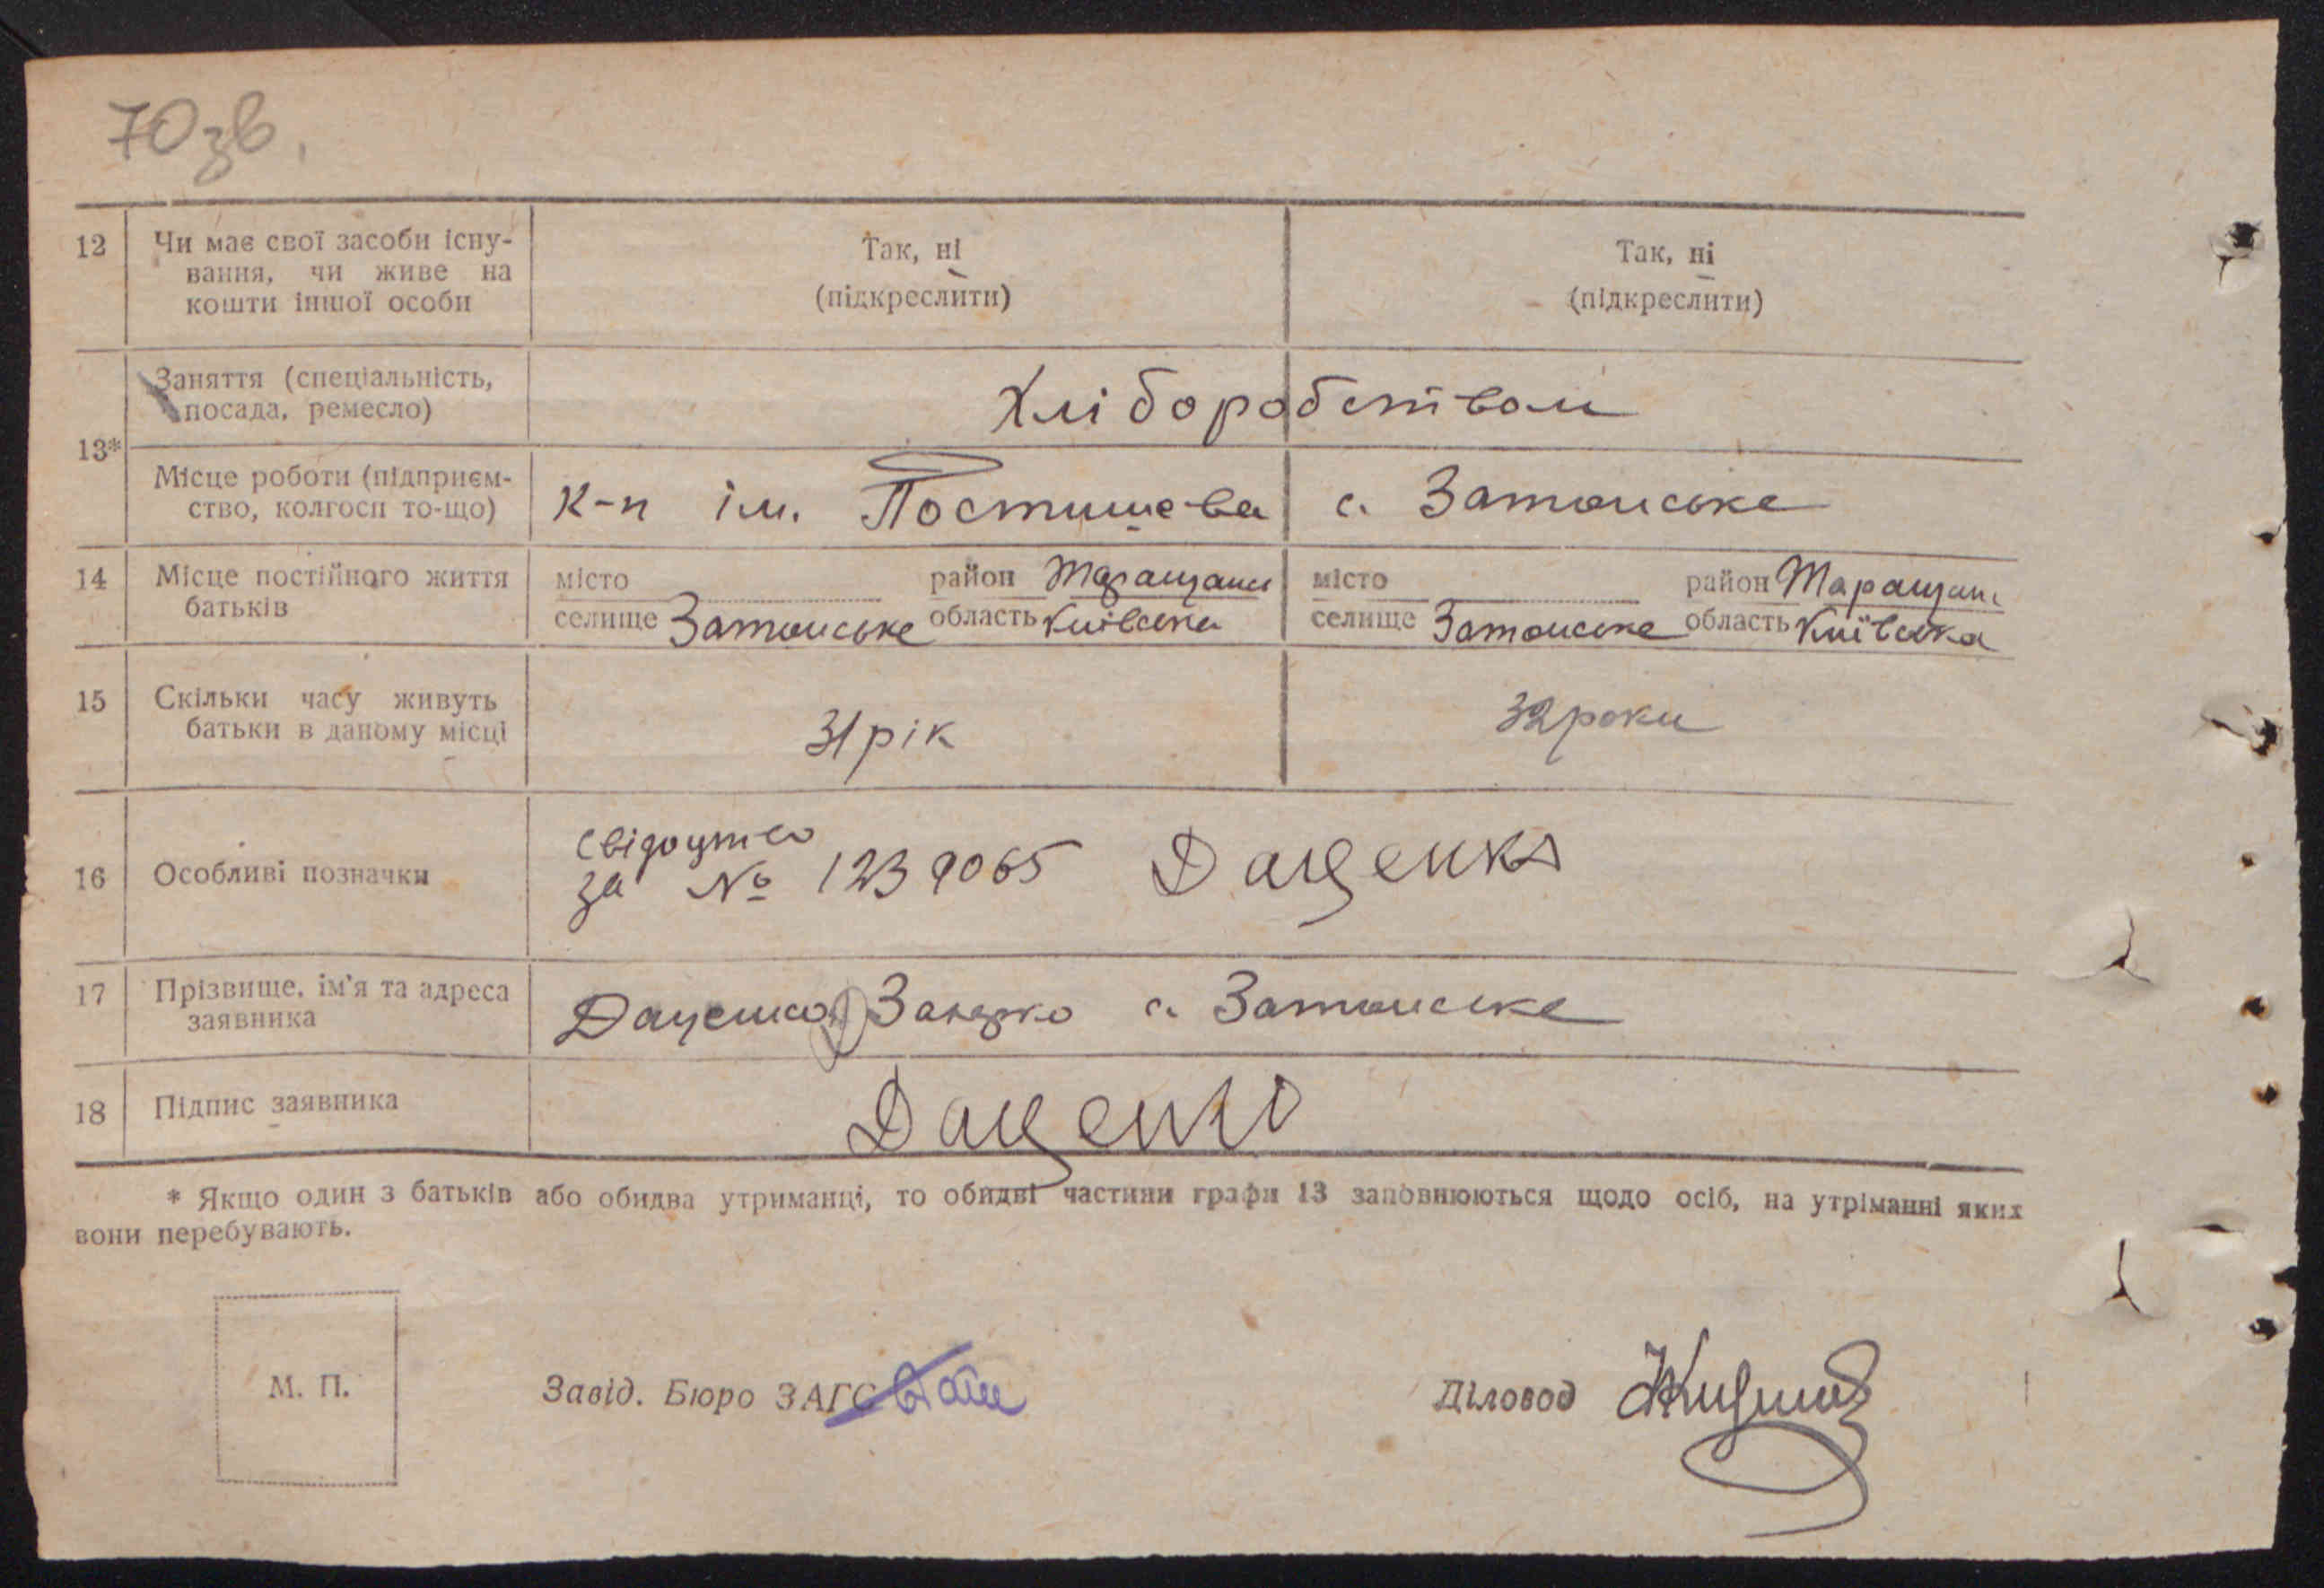 70зв.
12 Чи має свої засоби існу- Так, ні Так, ні
вання, чи живе на (підкреслити) (підкреслити)
кошти іншої особи
13* Заняття (спеціальність, Хліборобством
посада, ремесло)
Місце роботи (підприєм- к-п ім. Постишева с. Затонське
ство, колгосп то-що)
14 Місце постійного життя місто район Таращан місто район Таращан
батьків селище Затонське область Київська селище Затонське область Київська
15 Скільки часу живуть 31 рік 32 роки
батьки в даному місці
16 Особливі позначки
за № 1239065 Даценка
17 Прізвище, ім'я та адреса Даценко с. Затонське
заявника
18 Підпис заявника Даценко
* Якщо один з батьків або обидва утриманці, то обидві частини графи 13 заповнюються щодо осіб, на утріманні яких
вони перебувають.
М. П. Завід. Бюро ЗАГС Діловод